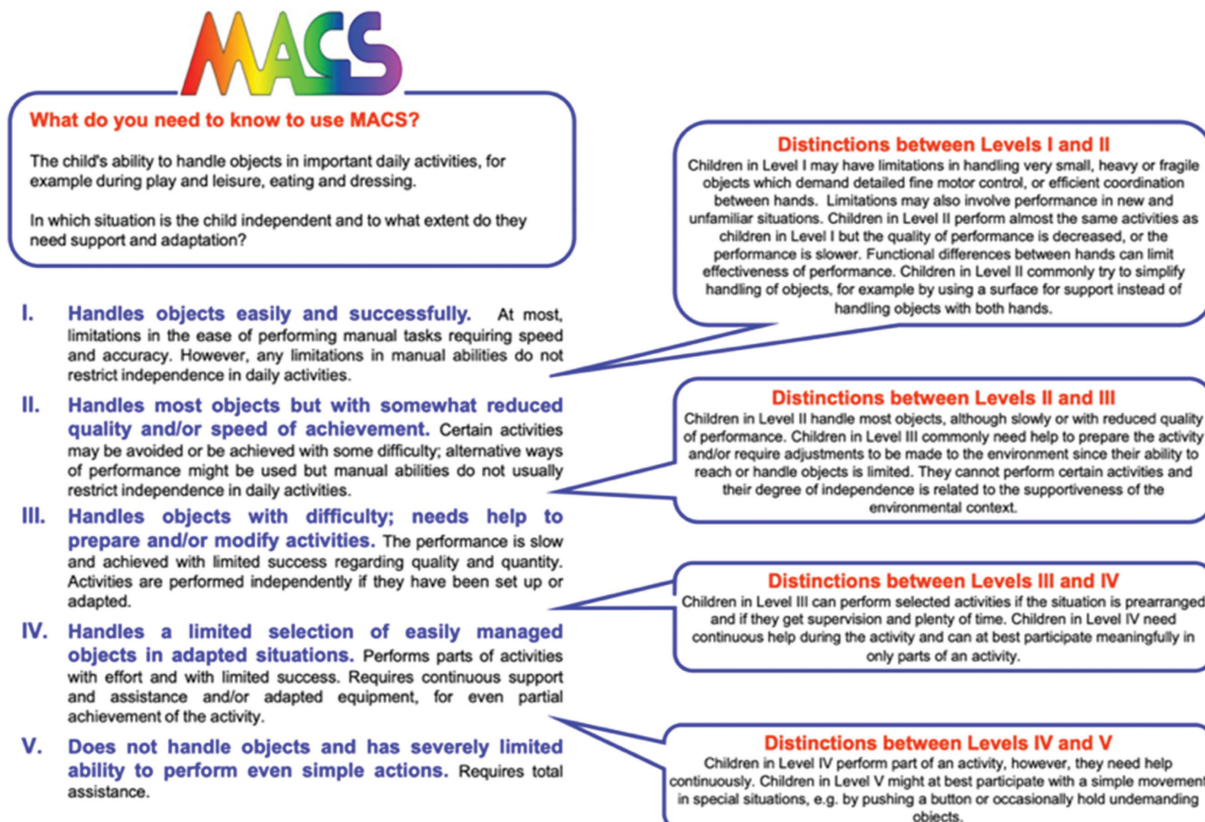 MACS
What do you need to know to use MACS?
The child's ability to handle objects in important daily activities, for
example during play and leisure, eating and dressing.
In which situation is the child independent and to what extent do they
need support and adaptation?
I. Handles objects easily and successfully. At most,
limitations in the ease of performing manual tasks requiring speed
and accuracy. However, any limitations in manual abilities do not
restrict independence in daily activities.
II. Handles most objects but with somewhat reduced
quality and/or speed of achievement. Certain activities
may be avoided or be achieved with some difficulty; alternative ways
of performance might be used but manual abilities do not usually
restrict independence in daily activities.
III. Handles objects with difficulty; needs help to
prepare and/or modify activities. The performance is slow
and achieved with limited success regarding quality and quantity.
Activities are performed independently if they have been set up or
adapted.
IV. Handles a limited selection of easily managed
objects in adapted situations. Performs parts of activities
with effort and with limited success. Requires continuous support
and assistance and/or adapted equipment, for even partial
achievement of the activity.
V. Does not handle objects and has severely limited
ability to perform even simple actions. Requires total
assistance.
Distinctions between Levels I and II
Children in Level I may have limitations in handling very small, heavy or fragile
objects which demand detailed fine motor control, or efficient coordination
between hands. Limitations may also involve performance in new and
unfamiliar situations. Children in Level II perform almost the same activities as
children in Level I but the quality of performance is decreased, or the
performance is slower. Functional differences between hands can limit
effectiveness of performance. Children in Level II commonly try to simplify
handling of objects, for example by using a surface for support instead of
handling objects with both hands.
Distinctions between Levels II and III
Children in Level II handle most objects, although slowly or with reduced quality
of performance. Children in Level III commonly need help to prepare the activity
and/or require adjustments to be made to the environment since their ability to
reach or handle objects is limited. They cannot perform certain activities and
their degree of independence is related to the supportiveness of the
environmental context.
Distinctions between Levels III and IV
Children in Level III can perform selected activities if the situation is prearranged
and if they get supervision and plenty of time. Children in Level IV need
continuous help during the activity and can at best participate meaningfully in
only parts of an activity.
Distinctions between Levels IV and V
Children in Level IV perform part of an activity, however, they need help
continuously. Children in Level V might at best participate with a simple movement
in special situations, e.g. by pushing a button or occasionally hold undemanding
objects.